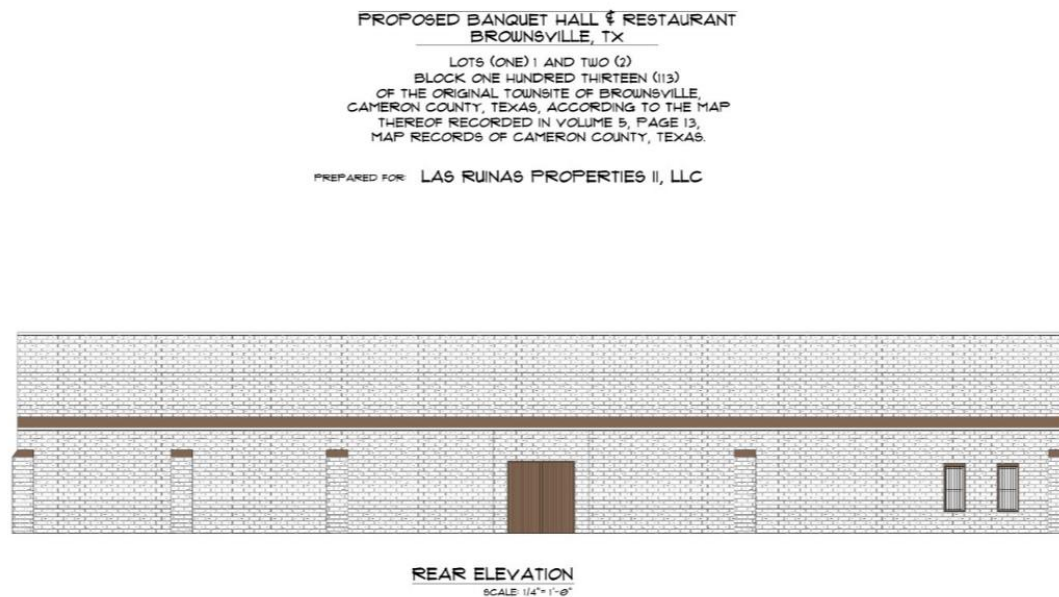 PROPOSED BANQUET HALL & RESTAURANT
BROWNSVILLE, TX
LOTS (ONE) 1 AND TWO (2)
BLOCK ONE HUNDRED THIRTEEN (113)
OF THE ORIGINAL TOWNSITE OF BROWNSVILLE,
CAMERON COUNTY, TEXAS, ACCORDING TO THE MAP
THEREOF RECORDED IN VOLUME 5, PAGE 13,
MAP RECORDS OF CAMERON COUNTY, TEXAS.
PREPARED FOR: LAS RUINAS PROPERTIES II, LLC
REAR ELEVATION
SCALE: 1/4"= 1'-0"